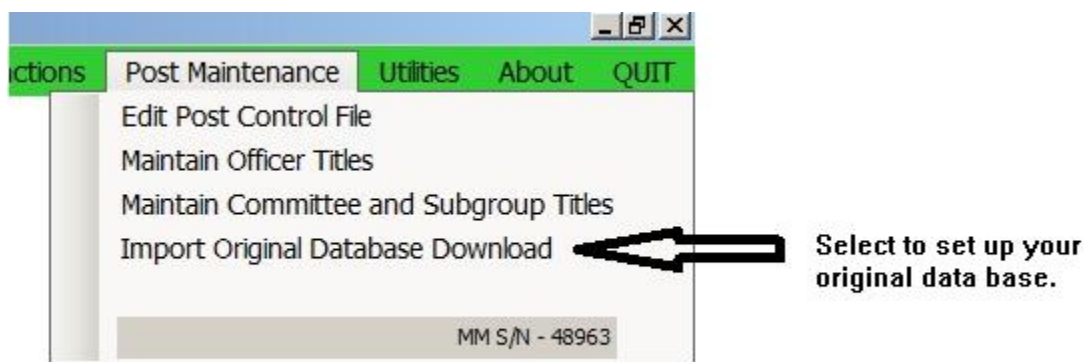 ctions Post Maintenance Utilities About QUIT
Edit Post Control File
Maintain Officer Titles
Maintain Committee and Subgroup Titles
Import Original Database Download
Select to set up your
original data base.
MM S/N - 48963